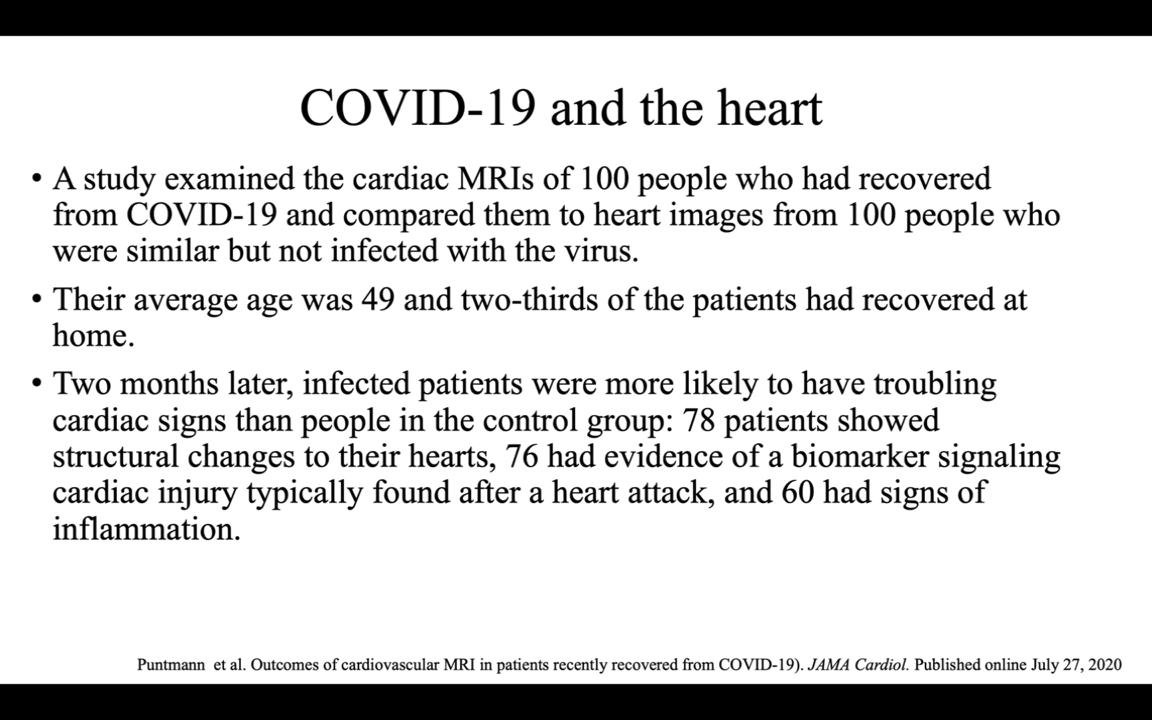 COVID-19 and the heart
• A study examined the cardiac MRIs of 100 people who had recovered
from COVID-19 and compared them to heart images from 100 people who
were similar but not infected with the virus.
• Their average age was 49 and two-thirds of the patients had recovered at
home.
• Two months later, infected patients were more likely to have troubling
cardiac signs than people in the control group: 78 patients showed
structural changes to their hearts, 76 had evidence of a biomarker signaling
cardiac injury typically found after a heart attack, and 60 had signs of
inflammation.
Puntmann et al. Outcomes of cardiovascular MRI in patients recently recovered from COVID-19). JAMA Cardiol. Published online July 27, 2020